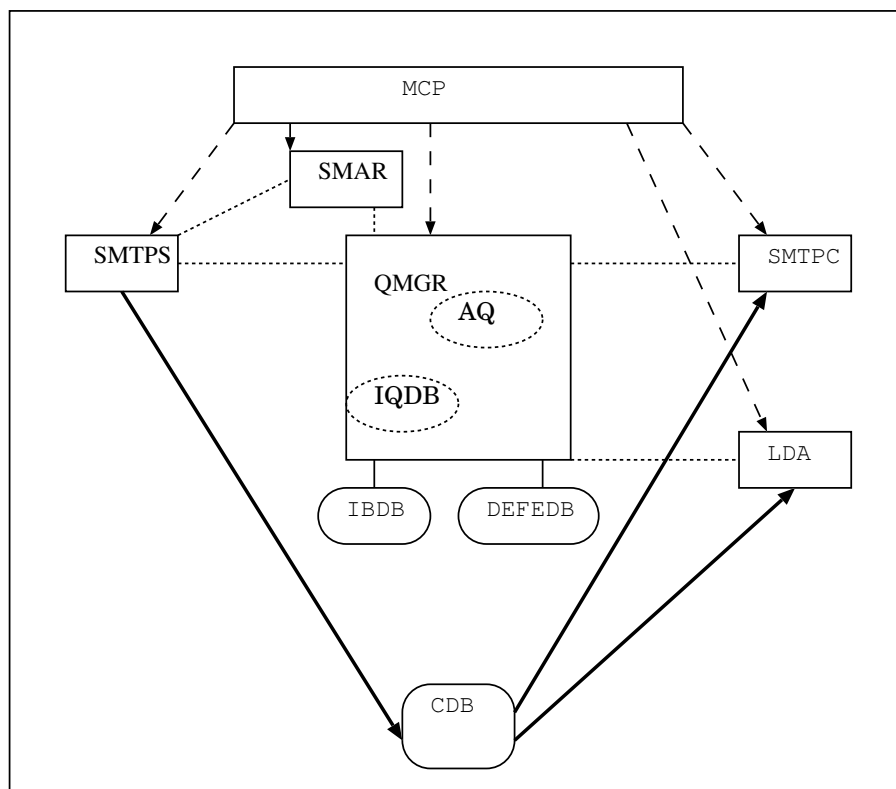 MCP
SMAR
SMTPS
SMTPC
QMGR
AQ
IQDB
LDA
IBDB
DEFEDB
CDB